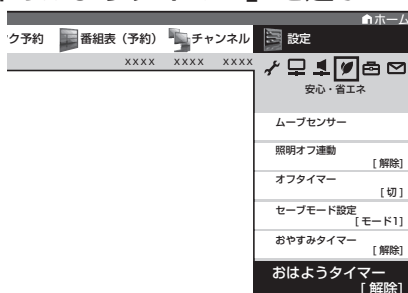 ホーム
ク予約 番組表（予約） チャンネル 設定
xxxx xxxx xxxx
安心・省エネ
ムーブセンサー
照明オフ連動
[ 解除]
オフタイマー
[ 切 ]
セーブモード設定
[ モード1]
おやすみタイマー
[ 解除]
おはようタイマー
[ 解除]